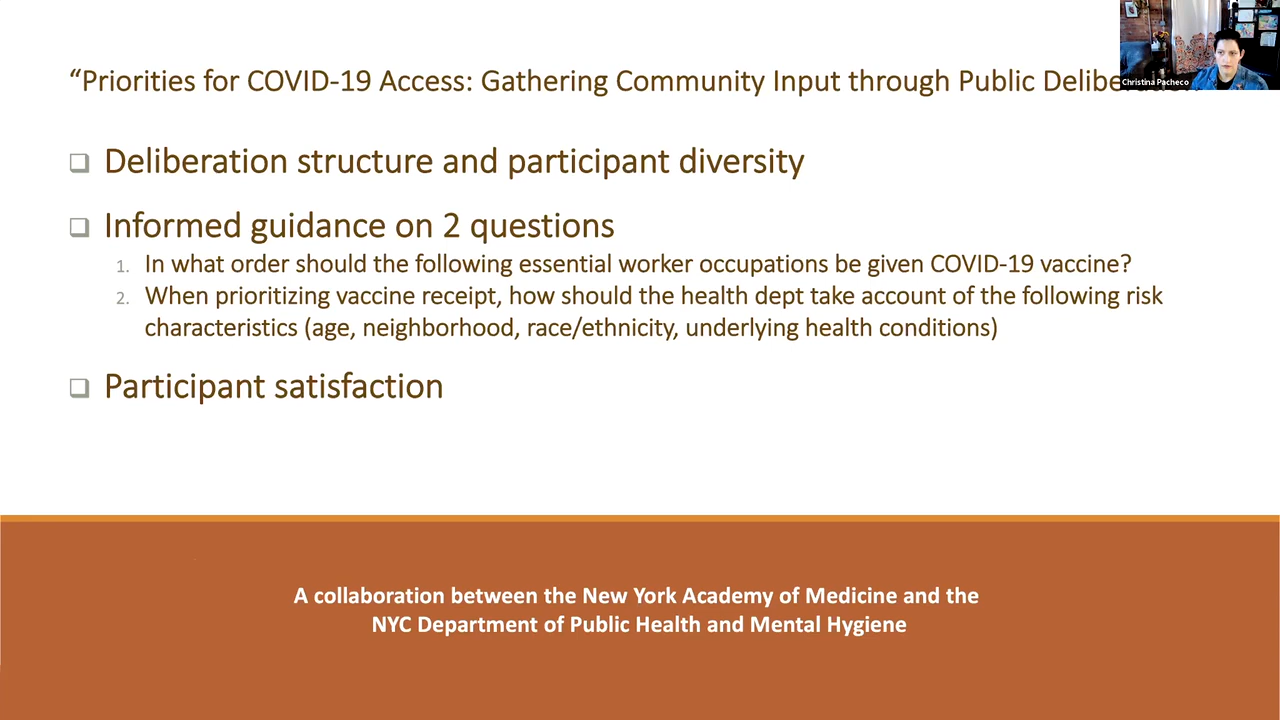 “Priorities for COVID-19 Access: Gathering Community Input through Public
Christina Pacheco
Deliberation structure and participant diversity
Informed guidance on 2 questions
1. In what order should the following essential worker occupations be given COVID-19 vaccine?
2. When prioritizing vaccine receipt, how should the health dept take account of the following risk
characteristics (age, neighborhood, race/ethnicity, underlying health conditions)
Participant satisfaction
A collaboration between the New York Academy of Medicine and the
NYC Department of Public Health and Mental Hygiene